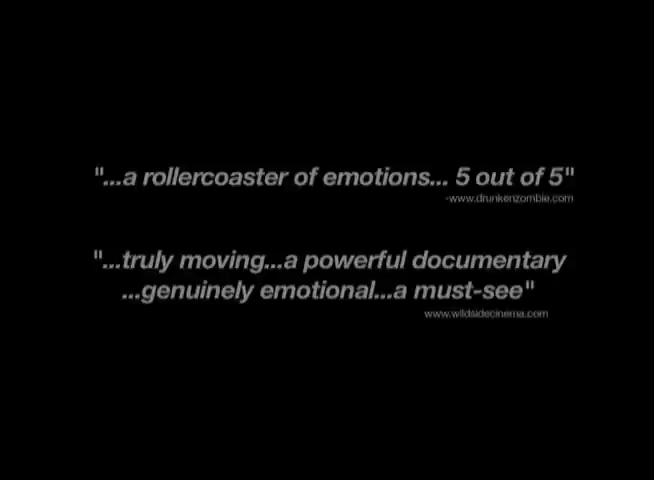 "...a rollercoaster of emotions... 5 out of 5"
-www.drunkenzombie.com
"...truly moving...a powerful documentary
...genuinely emotional...a must-see"
www.wildsidecinema.com